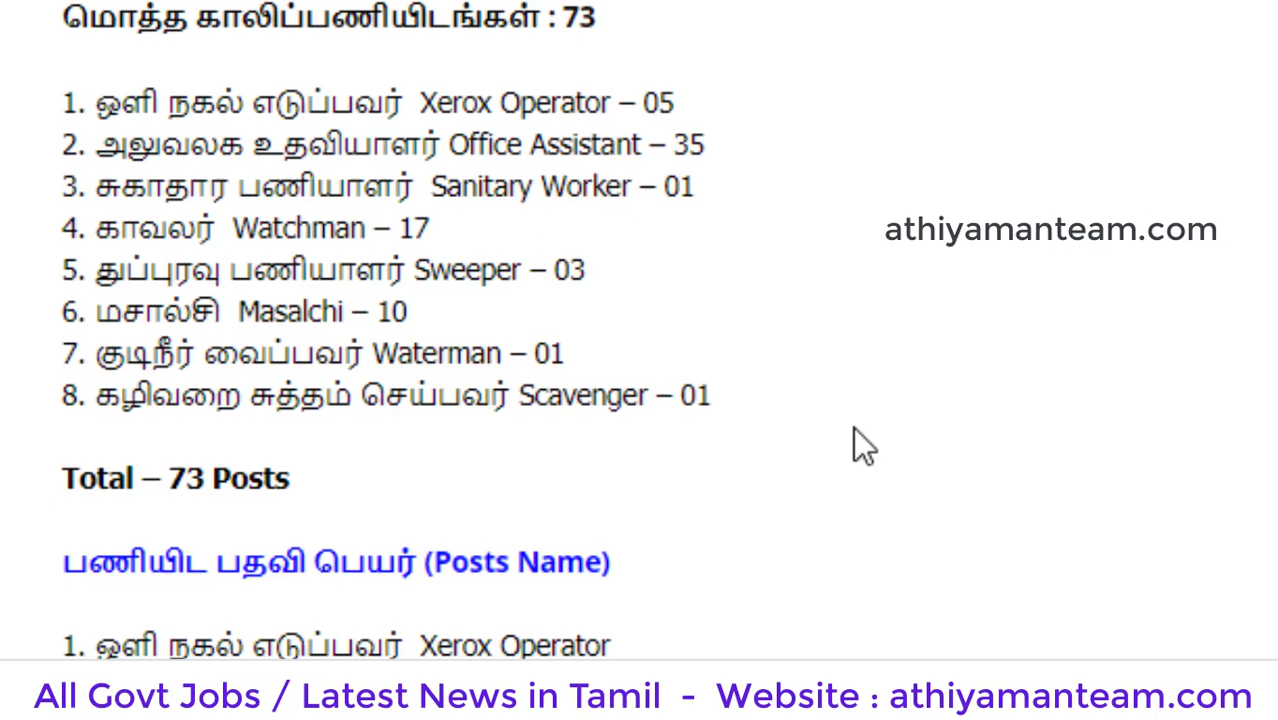 மொத்த காலிப்பணியிடங்கள் : 73
1. ஒளி நகல் எடுப்பவர் Xerox Operator – 05
2. அலுவலக உதவியாளர் Office Assistant – 35
3. சுகாதார பணியாளர் Sanitary Worker – 01
4. காவலர் Watchman – 17
athiyamanteam.com
5. துப்புரவு பணியாளர் Sweeper – 03
6. மசால்சி Masalchi – 10
7. குடிநீர் வைப்பவர் Waterman – 01
8. கழிவறை சுத்தம் செய்பவர் Scavenger – 01
Total – 73 Posts
பணியிட பதவி பெயர் (Posts Name)
1. ஒளி நகல் எடுப்பவர் Xerox Operator
All Govt Jobs / Latest News in Tamil - Website : athiyamanteam.com